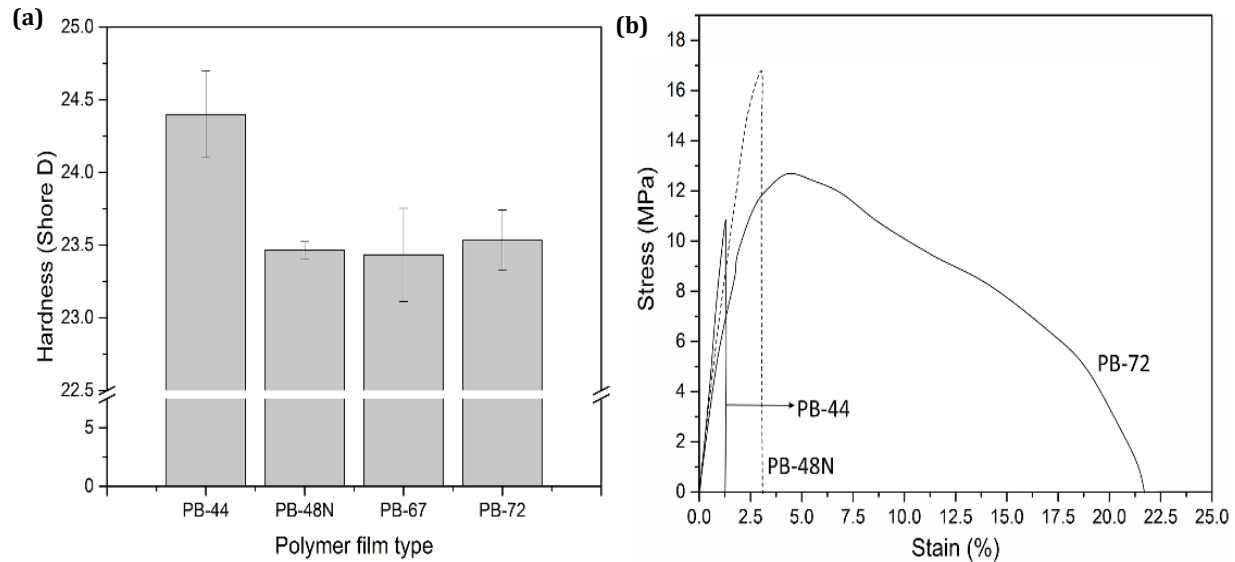 (a)
Hardness (Shore D)
25.0
24.5
24.0
23.5
23.0
22.5
5
0
PB-44 PB-48N PB-67 PB-72
Polymer film type
(b)
Stress (MPa)
18
16
14
12
10
8
6
4
2
0
PB-72
PB-44
PB-48N
0.0 2.5 5.0 7.5 10.0 12.5 15.0 17.5 20.0 22.5 25.0
Stain (%)